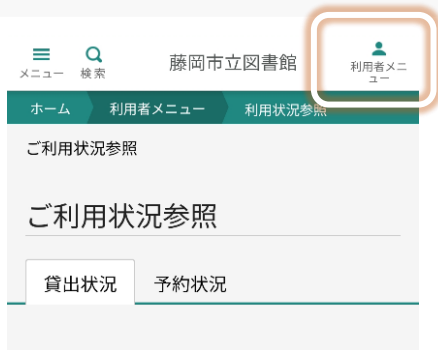 メニュー
検索
藤岡市立図書館
利用者メニ
ュー
ホーム 利用者メニュー 利用状況参照
ご利用状況参照
ご利用状況参照
貸出状況 予約状況